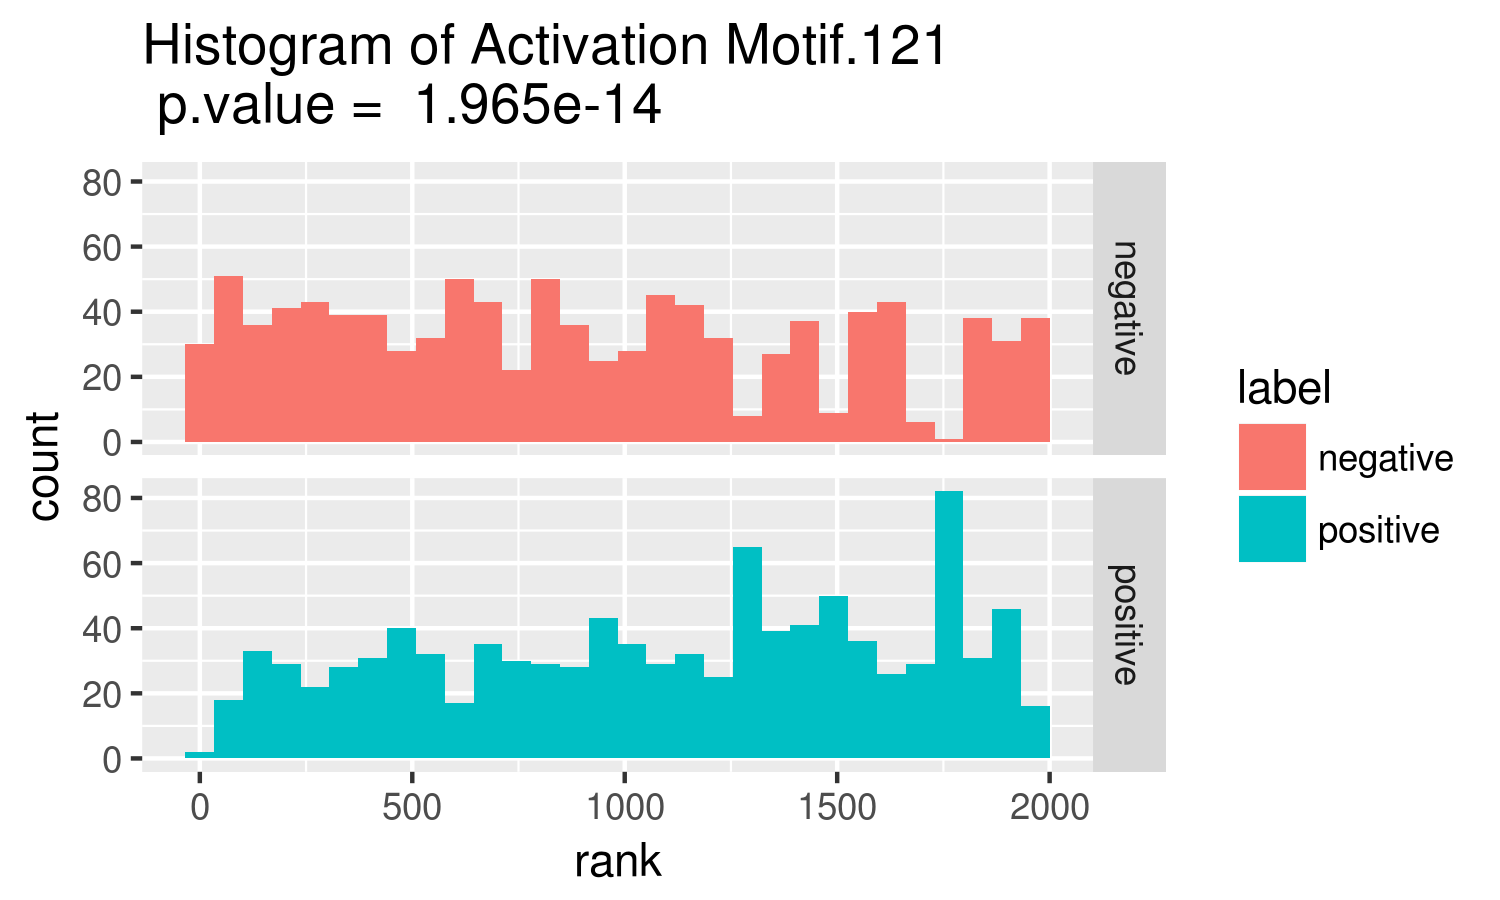 Histogram of Activation Motif.121
p.value =  1.965e-14
count
80
60
40
20
0
negative
80
60
40
20
0
positive
0 500 1000 1500 2000
rank
label
negative
positive